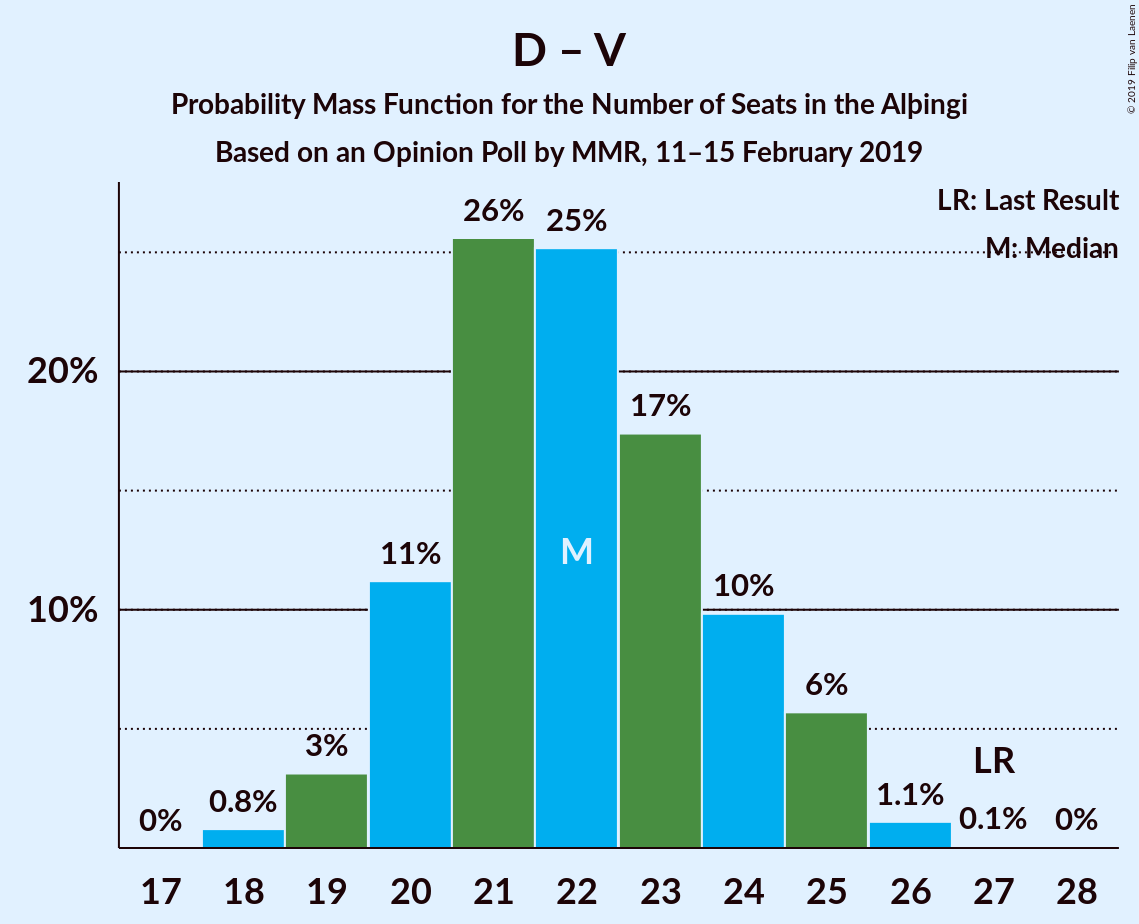 D – V
Probability Mass Function for the Number of Seats in the Alþingi
Based on an Opinion Poll by MMR, 11–15 February 2019
© 2019 Filip van Laenen
LR: Last Result
M: Median
26%
25%
20%
17%
M
11%
10%
10%
6%
3%
LR
0%
0.8%
1.1%
0.1%
0%
17 18 19 20 21 22 23 24 25 26 27 28